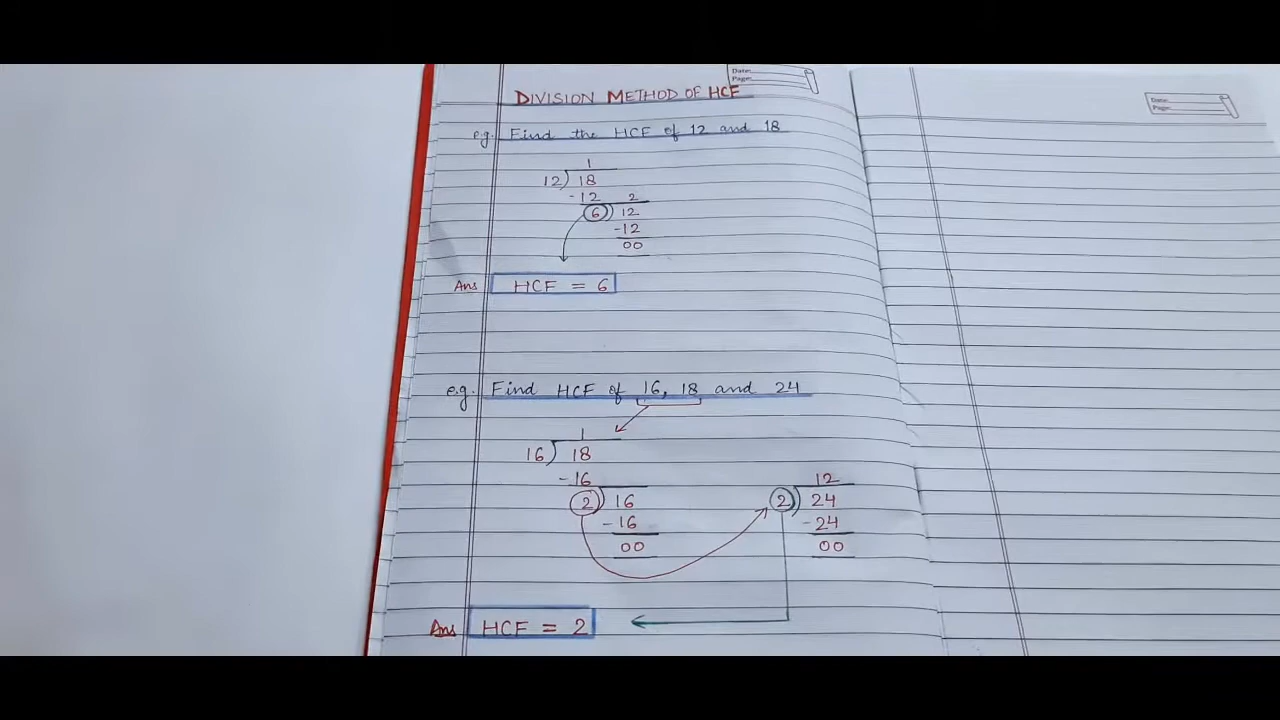 Date:
Page:
DIVISION METHOD OF HCF
Date:
Page:
e.g. Find the HCF of 12 and 18
1
12) 18
-12 2
6) 12
-12
00
Ans HCF = 6
e.g. Find HCF of 16, 18 and 24
1
16) 18
-16 12
2) 16 2) 24
-16 -24
00 00
Ans HCF = 2